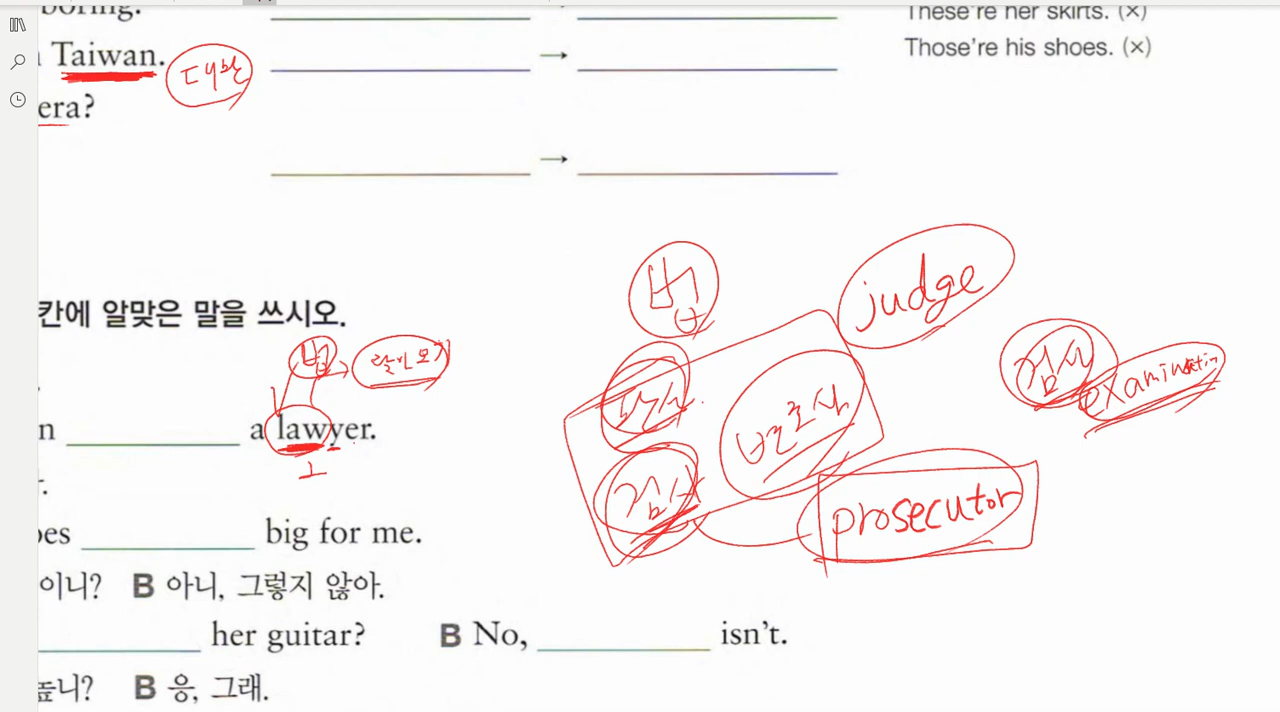 boring.
These're her skirts. (×)
Taiwan. 대만 →
Those're his shoes. (×)
era?
→
법
judge
칸에 알맞은 말을 쓰시오.
법
판사
변호사
검사
examination
n a lawyer.
검사
prosecutor
es big for me.
이니? B 아니, 그렇지 않아.
her guitar? B No, isn't.
높니? B 응, 그래.